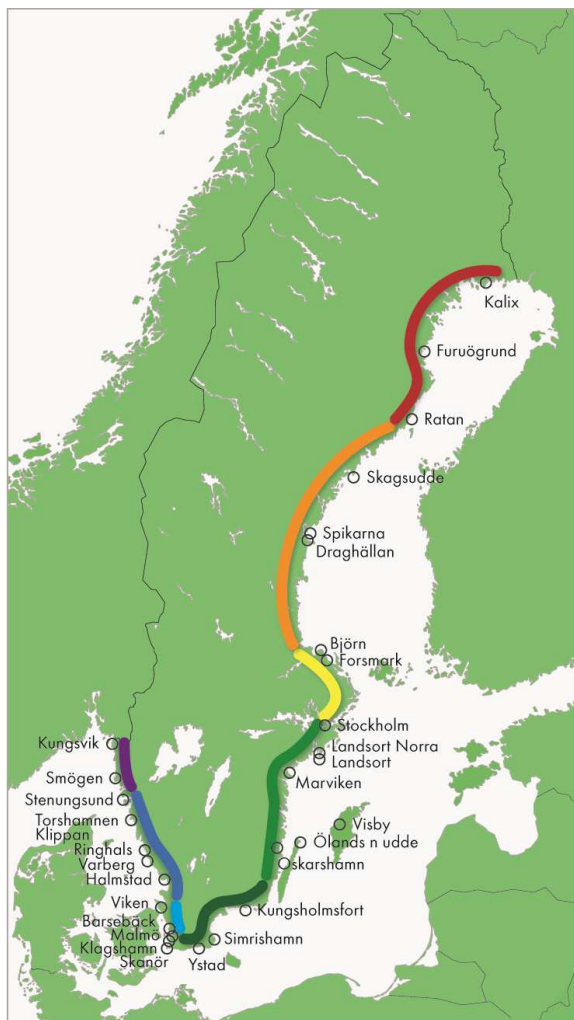 Kalix
Furuögrund
Ratan
Skagsudde
Spikarna
Draghällan
Björn
Forsmark
Stockholm
Landsort Norra
Landsort
Marviken
Visby
Ölands n udde
skarshamn
Kungsholmsfort
Simrishamn
Ystad
Kungsvik
Smögen
Stenungsund
Torshamnen
Klippan
Ringhals
Varberg
Halmstad
Viken
Barsebäck
Malmö
Klagshamn
Skanör